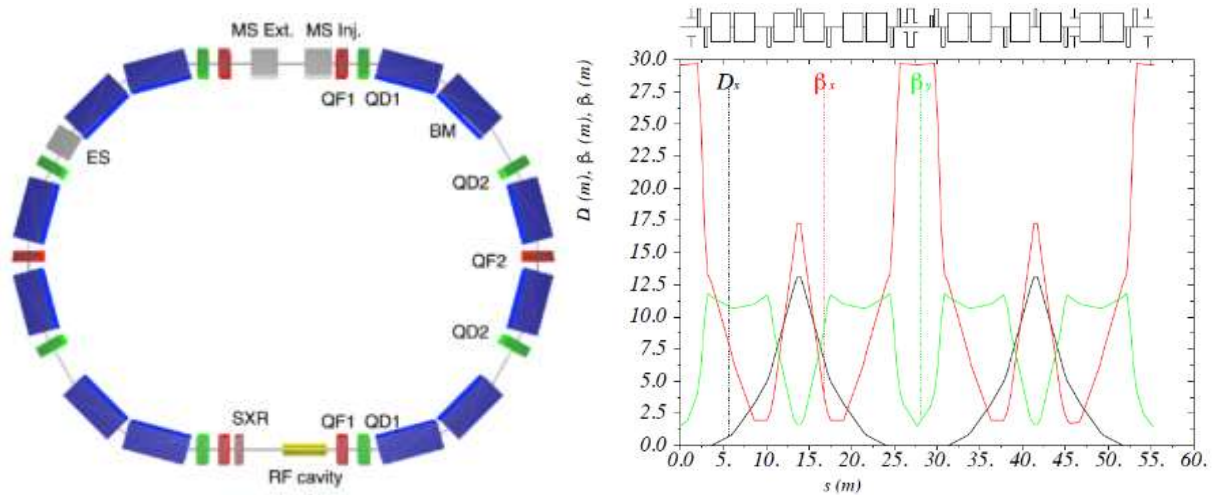 MS Ext. MS Inj.
QF1 QD1
BM
ES
QD2
QF2
QD2
SXR
QF1 QD1
RF cavity
D (m), βx (m), βy (m)
30.0
27.5
25.0
22.5
20.0
17.5
15.0
12.5
10.0
7.5
5.0
2.5
0.0
Dx
βx
βy
0.0 5. 10. 15. 20. 25. 30. 35. 40. 45. 50. 55. 60.
s (m)